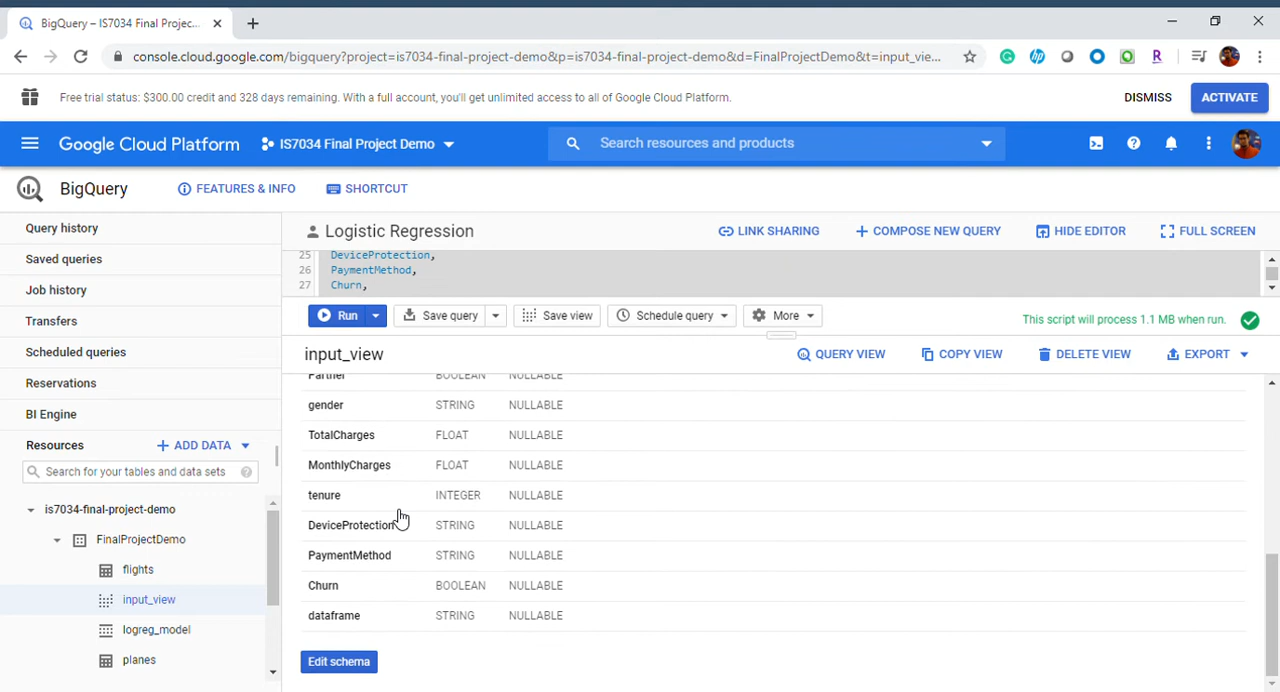 BigQuery – IS7034 Final Projec...
console.cloud.google.com/bigquery?project=is7034-final-project-demo&p=is7034-final-project-demo&d=FinalProjectDemo&t=input_vie...
Free trial status: $300.00 credit and 328 days remaining. With a full account, you'll get unlimited access to all of Google Cloud Platform.
DISMISS
ACTIVATE
Google Cloud Platform
IS7034 Final Project Demo
Search resources and products
BigQuery
FEATURES & INFO
SHORTCUT
Query history
Saved queries
Job history
Transfers
Scheduled queries
Reservations
BI Engine
Resources
ADD DATA
Search for your tables and data sets
is7034-final-project-demo
FinalProjectDemo
flights
input_view
logreg_model
planes
Logistic Regression
LINK SHARING
COMPOSE NEW QUERY
HIDE EDITOR
FULL SCREEN
25 DeviceProtection,
26 PaymentMethod,
27 Churn,
Run
Save query
Save view
Schedule query
More
This script will process 1.1 MB when run.
input_view
QUERY VIEW
COPY VIEW
DELETE VIEW
EXPORT
Partner BOOLEAN NULLABLE
gender STRING NULLABLE
TotalCharges FLOAT NULLABLE
MonthlyCharges FLOAT NULLABLE
tenure INTEGER NULLABLE
DeviceProtection STRING NULLABLE
PaymentMethod STRING NULLABLE
Churn BOOLEAN NULLABLE
dataframe STRING NULLABLE
Edit schema